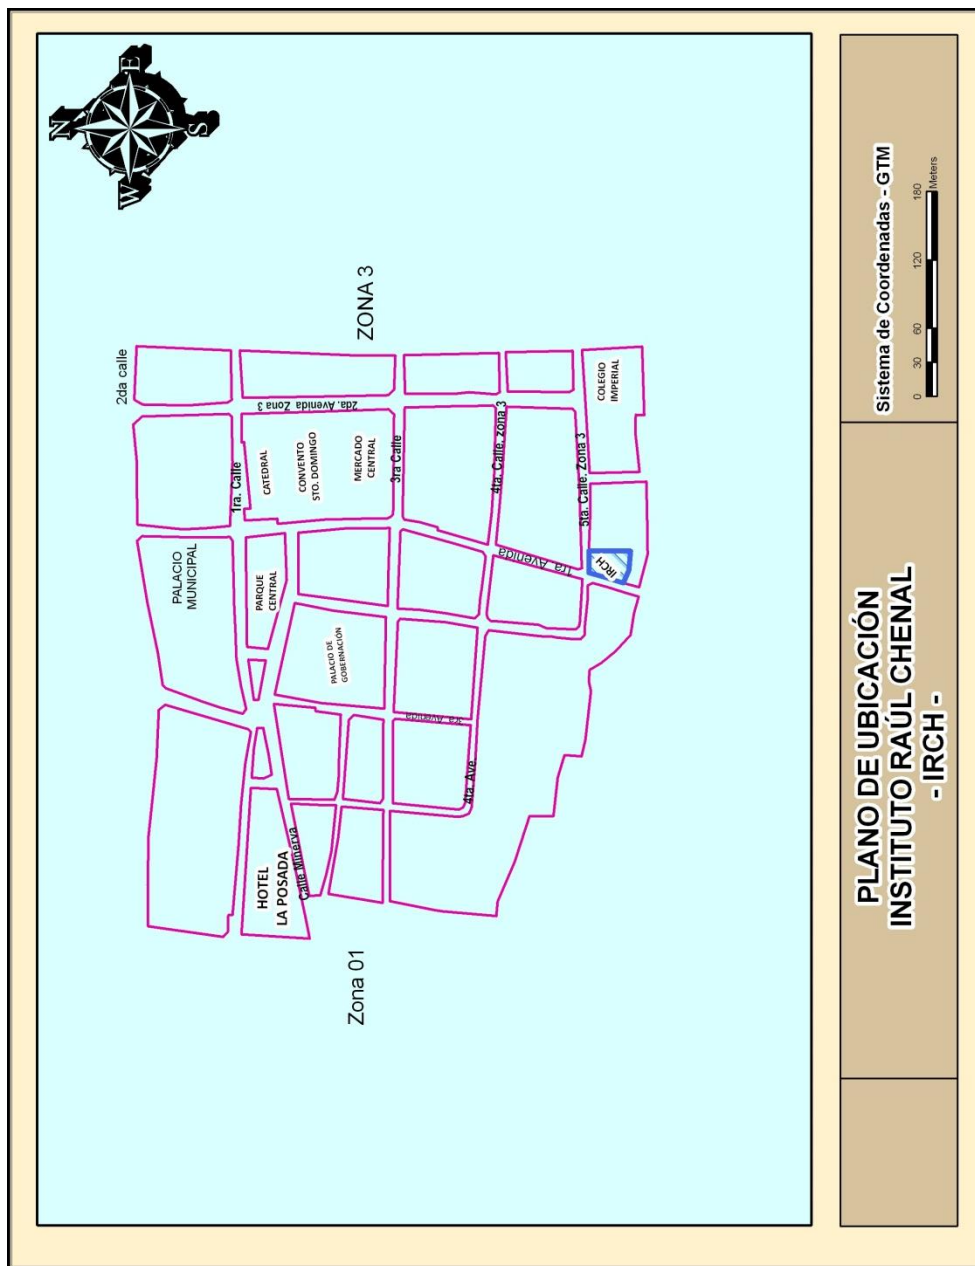 N
E
S
W
ZONA 3
2da calle
2da. Avenida Zona 3
1ra. Calle
CATEDRAL
CONVENTO
STO. DOMINGO
MERCADO
CENTRAL
3ra Calle
4ta. Calle. zona 3
5ta. Calle. Zona 3
COLEGIO
IMPERIAL
PALACIO
MUNICIPAL
PARQUE
CENTRAL
1ra. Avenida
IRCH
PALACIO DE
GOBERNACIÓN
3ra. Avenida
4ta. Ave
HOTEL
LA POSADA
Calle Minerva
Zona 01
PLANO DE UBICACIÓN
INSTITUTO RAÚL CHENAL
- IRCH -
Sistema de Coordenadas - GTM
0 30 60 120 180
Meters